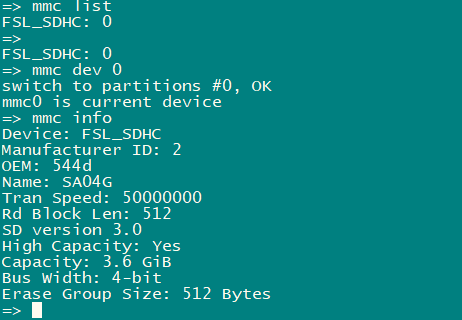 => mmc list
FSL_SDHC: 0
=>
FSL_SDHC: 0
=> mmc dev 0
switch to partitions #0, OK
mmc0 is current device
=> mmc info
Device: FSL_SDHC
Manufacturer ID: 2
OEM: 544d
Name: SA04G
Tran Speed: 50000000
Rd Block Len: 512
SD version 3.0
High Capacity: Yes
Capacity: 3.6 GiB
Bus Width: 4-bit
Erase Group Size: 512 Bytes
=>